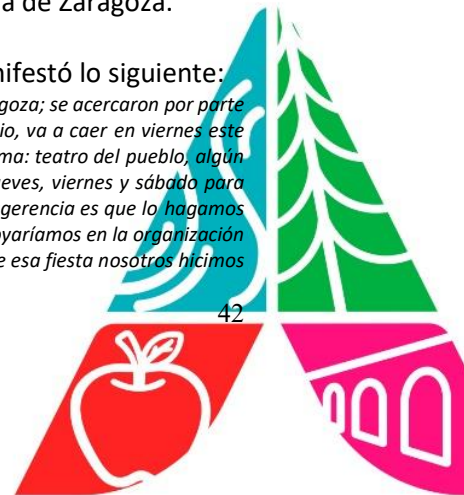 a de Zaragoza.
nifestó lo siguiente:
goza; se acercaron por parte
io, va a caer en viernes este
ma: teatro del pueblo, algún
eves, viernes y sábado para
gerencia es que lo hagamos
oyaríamos en la organización
e esa fiesta nosotros hicimos
42